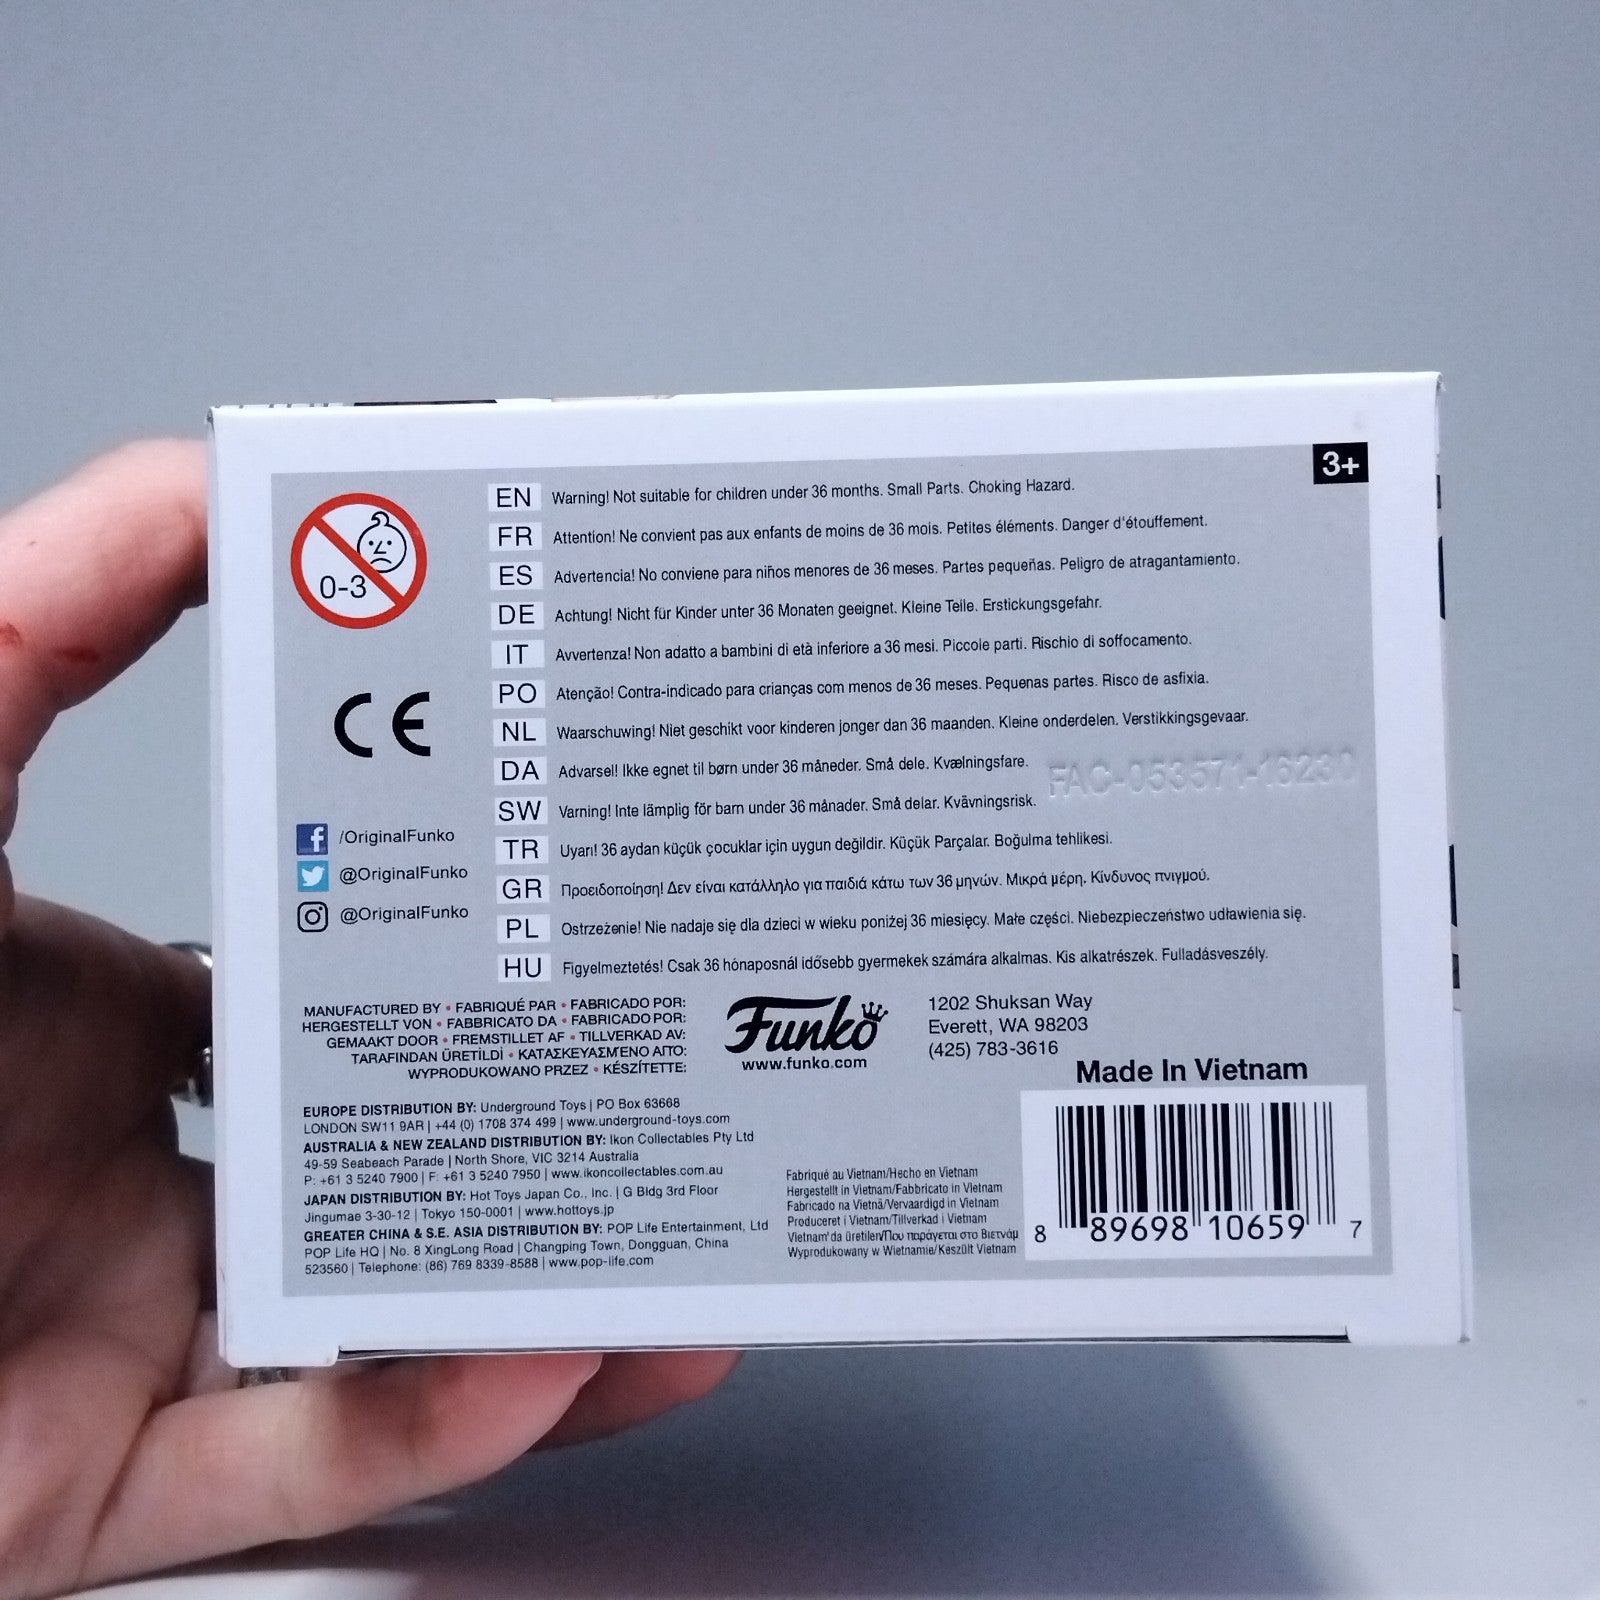 3+
0-3
EN Warning! Not suitable for children under 36 months. Small Parts. Choking Hazard.
FR Attention! Ne convient pas aux enfants de moins de 36 mois. Petites éléments. Danger d'étouffement.
ES Advertencia! No conviene para niños menores de 36 meses. Partes pequeñas. Peligro de atragantamiento.
DE Achtung! Nicht für Kinder unter 36 Monaten geeignet. Kleine Teile. Erstickungsgefahr.
IT Avvertenza! Non adatto a bambini di età inferiore a 36 mesi. Piccole parti. Rischio di soffocamento.
PO Atenção! Contra-indicado para crianças com menos de 36 meses. Pequenas partes. Risco de asfixia.
NL Waarschuwing! Niet geschikt voor kinderen jonger dan 36 maanden. Kleine onderdelen. Verstikkingsgevaar.
DA Advarsel! Ikke egnet til børn under 36 måneder. Små dele. Kvælningsfare.
FAC-053571-16230
SW Varning! Inte lämplig för barn under 36 månader. Små delar. Kvävningsrisk.
TR Uyarı! 36 aydan küçük çocuklar için uygun değildir. Küçük Parçalar. Boğulma tehlikesi.
GR Προειδοποίηση! Δεν είναι κατάλληλο για παιδιά κάτω των 36 μηνών. Μικρά μέρη. Κίνδυνος πνιγμού.
PL Ostrzeżenie! Nie nadaje się dla dzieci w wieku poniżej 36 miesięcy. Małe części. Niebezpieczeństwo udławienia się.
HU Figyelmeztetés! Csak 36 hónaposnál idősebb gyermekek számára alkalmas. Kis alkatrészek. Fulladásveszély.
CE
/OriginalFunko
@OriginalFunko
@OriginalFunko
MANUFACTURED BY • FABRIQUÉ PAR • FABRICADO POR:
HERGESTELLT VON • FABBRICATO DA • FABRICADO POR:
GEMAAKT DOOR • FREMSTILLET AF • TILLVERKAD AV:
TARAFINDAN ÜRETİLDİ • ΚΑΤΑΣΚΕΥΑΣΜΈΝΟ ΑΠΌ:
WYPRODUKOWANO PRZEZ • KÉSZÍTETTE:
Funko
www.funko.com
1202 Shuksan Way
Everett, WA 98203
(425) 783-3616
Made In Vietnam
EUROPE DISTRIBUTION BY: Underground Toys | PO Box 63668
LONDON SW11 9AR | +44 (0) 1708 374 499 | www.underground-toys.com
AUSTRALIA & NEW ZEALAND DISTRIBUTION BY: Ikon Collectables Pty Ltd
49-59 Seabeach Parade | North Shore, VIC 3214 Australia
P: +61 3 5240 7900 | F: +61 3 5240 7950 | www.ikoncollectables.com.au
JAPAN DISTRIBUTION BY: Hot Toys Japan Co., Inc. | G Bldg 3rd Floor
Jingumae 3-30-12 | Tokyo 150-0001 | www.hottoys.jp
GREATER CHINA & S.E. ASIA DISTRIBUTION BY: POP Life Entertainment, Ltd
POP Life HQ | No. 8 XingLong Road | Changping Town, Dongguan, China
523560 | Telephone: (86) 769 8339-8588 | www.pop-life.com
Fabriqué au Vietnam/Hecho en Vietnam
Hergestellt in Vietnam/Fabbricato in Vietnam
Fabricado na Vietnã/Vervaardigd in Vietnam
Produceret i Vietnam/Tillverkad i Vietnam
Vietnam'da üretilen/Που παράγεται στο Βιετνάμ
Wyprodukowany w Wietnamie/Készült Vietnam
8 89698 10659 7